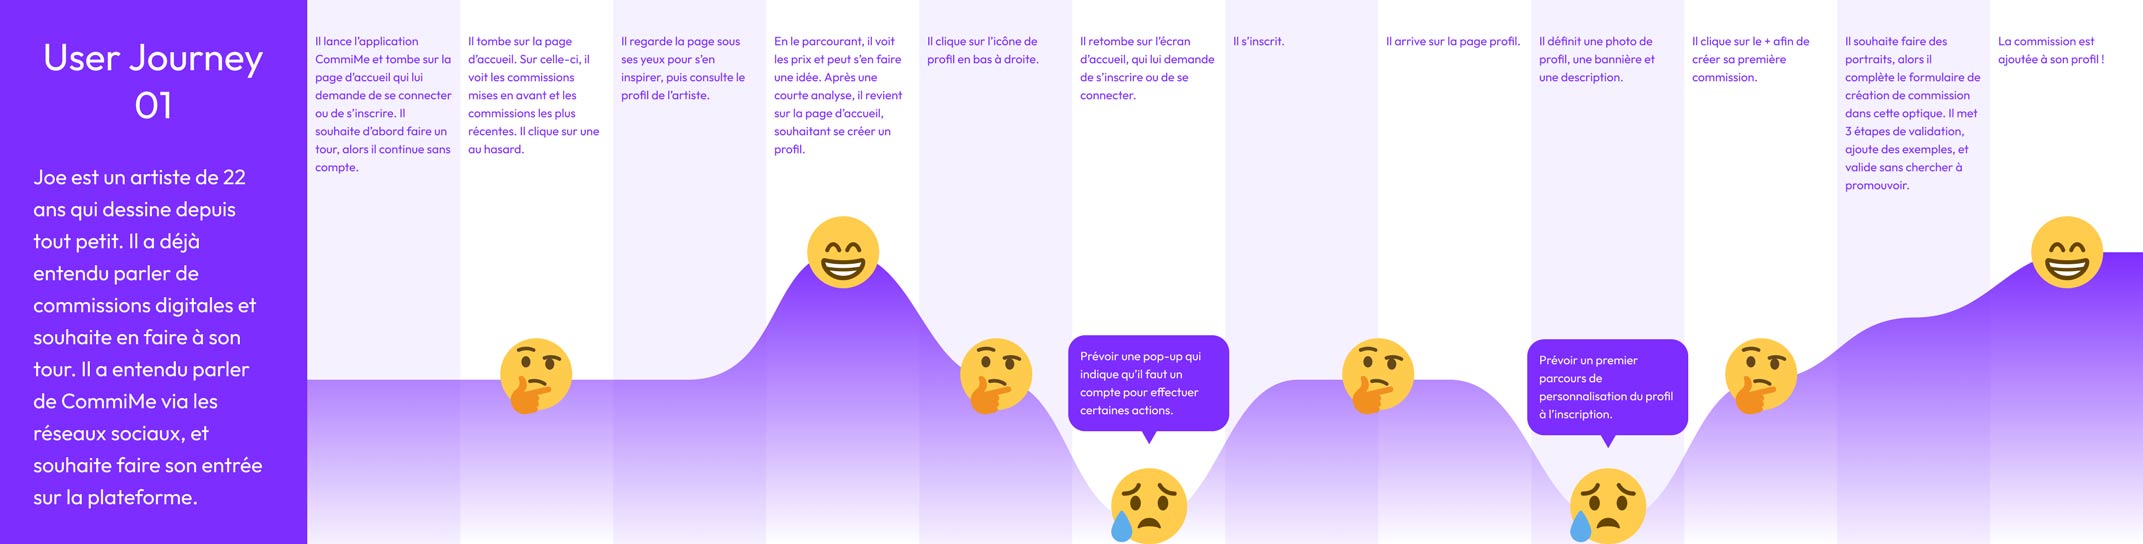 User Journey
01
Joe est un artiste de 22
ans qui dessine depuis
tout petit. Il a déjà
entendu parler de
commissions digitales et
souhaite en faire à son
tour. Il a entendu parler
de CommiMe via les
réseaux sociaux, et
souhaite faire son entrée
sur la plateforme.
Il lance l’application
CommiMe et tombe sur la
page d’accueil qui lui
demande de se connecter
ou de s’inscrire. Il
souhaite d’abord faire un
tour, alors il continue sans
compte.
Il tombe sur la page
d’accueil. Sur celle-ci, il
voit les commissions
mises en avant et les
commissions les plus
récentes. Il clique sur une
au hasard.
Il regarde la page sous
ses yeux pour s’en
inspirer, puis consulte le
profil de l’artiste.
En le parcourant, il voit
les prix et peut s’en faire
une idée. Après une
courte analyse, il revient
sur la page d’accueil,
souhaitant se créer un
profil.
Il clique sur l’icône de
profil en bas à droite.
Il retombe sur l’écran
d’accueil, qui lui demande
de s’inscrire ou de se
connecter.
Prévoir une pop-up qui
indique qu’il faut un
compte pour effectuer
certaines actions.
Il s’inscrit.
Il arrive sur la page profil.
Il définit une photo de
profil, une bannière et
une description.
Prévoir un premier
parcours de
personnalisation du profil
à l’inscription.
Il clique sur le + afin de
créer sa première
commission.
Il souhaite faire des
portraits, alors il
complète le formulaire de
création de commission
dans cette optique. Il met
3 étapes de validation,
ajoute des exemples, et
valide sans chercher à
promouvoir.
La commission est
ajoutée à son profil !